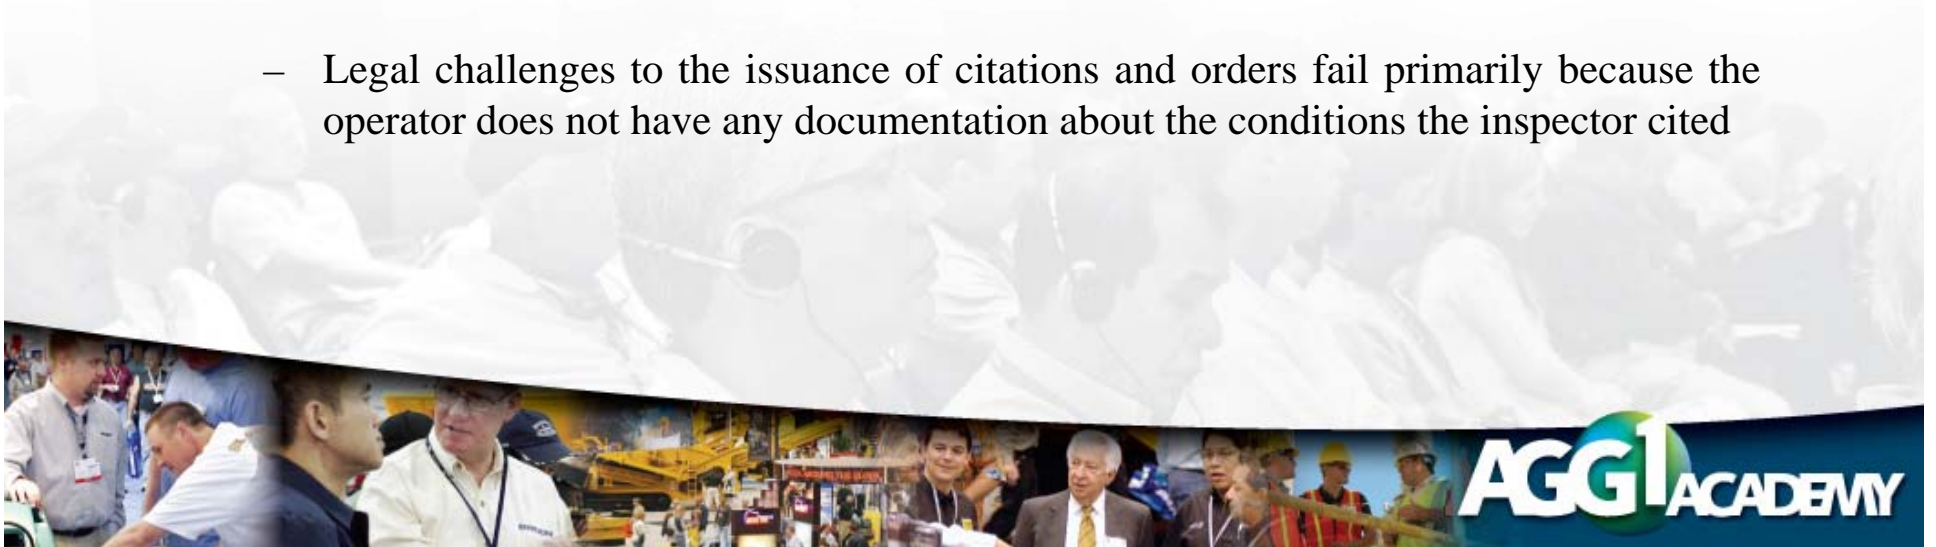 – Legal challenges to the issuance of citations and orders fail primarily because the
operator does not have any documentation about the conditions the inspector cited
AGG1 ACADEMY